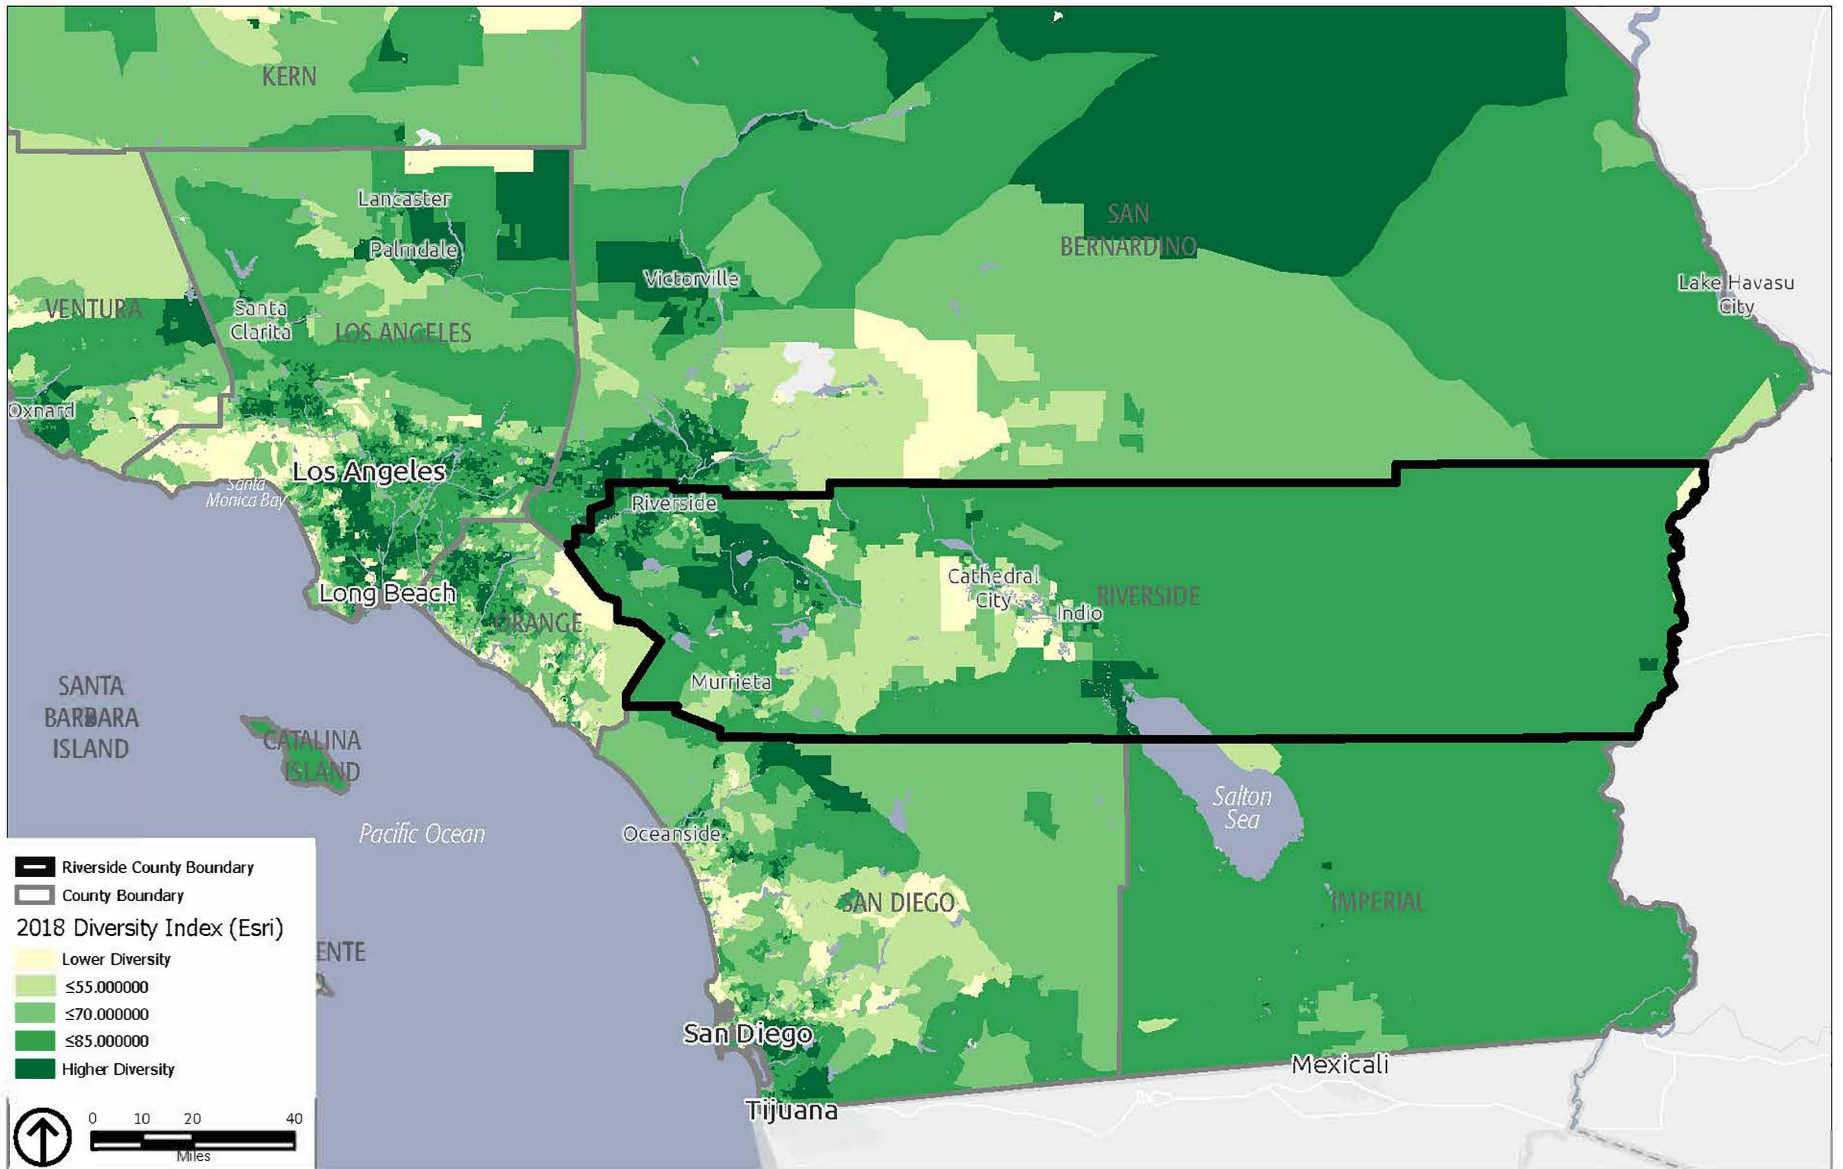 KERN
Lancaster
Palmdale
SAN
BERNARDINO
Victorville
Lake Havasu
City
VENTURA
Santa
Clarita
LOS ANGELES
Oxnard
Los Angeles
Santa
Monica Bay
Riverside
Long Beach
Cathedral
City
RIVERSIDE
Indio
ORANGE
Murrieta
SANTA
BARBARA
ISLAND
CATALINA
ISLAND
Salton
Sea
Pacific Ocean
Oceanside
Riverside County Boundary
County Boundary
2018 Diversity Index (Esri)
Lower Diversity
≤55.000000
≤70.000000
≤85.000000
Higher Diversity
ENTE
SAN DIEGO
IMPERIAL
San Diego
Mexicali
Tijuana
0 10 20 40
Miles